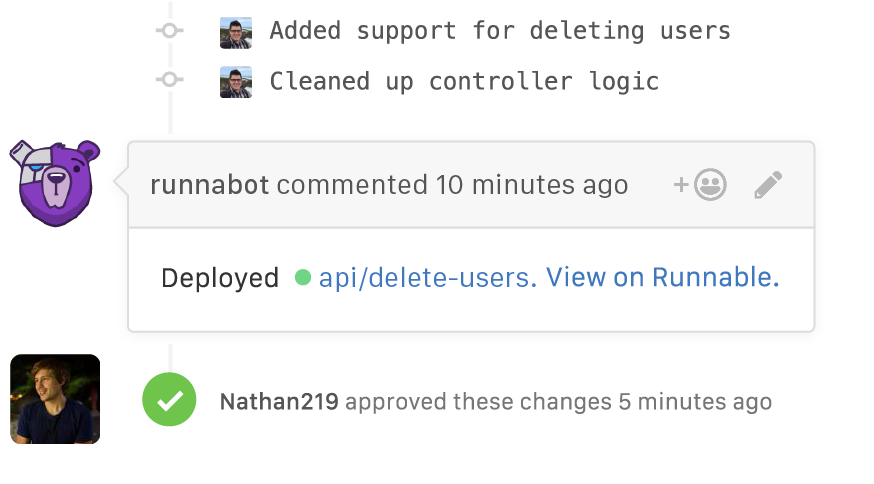 Added support for deleting users
Cleaned up controller logic
runnabot commented 10 minutes ago
Deployed api/delete-users. View on Runnable.
Nathan219 approved these changes 5 minutes ago